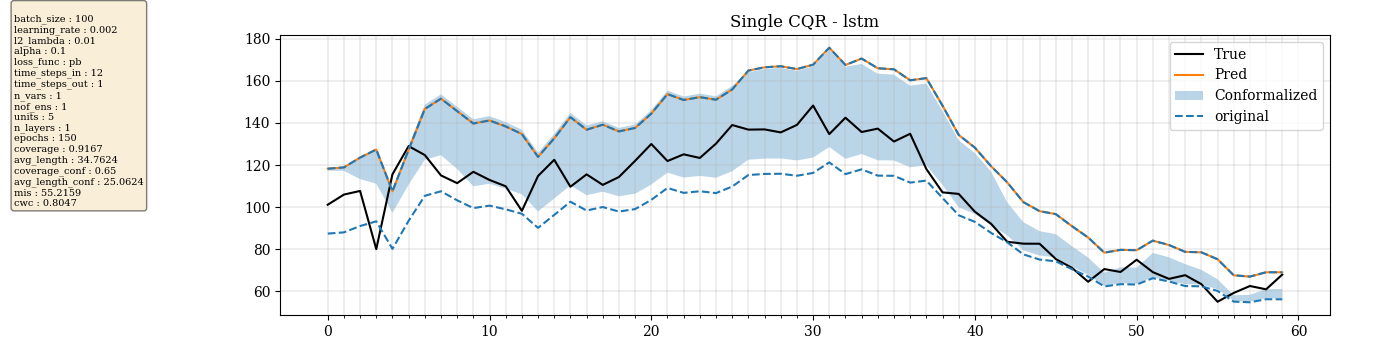 batch_size : 100
learning_rate : 0.002
l2_lambda : 0.01
alpha : 0.1
loss_func : pb
time_steps_in : 12
time_steps_out : 1
n_vars : 1
nof_ens : 1
units : 5
n_layers : 1
epochs : 150
coverage : 0.9167
avg_length : 34.7624
coverage_conf : 0.65
avg_length_conf : 25.0624
mis : 55.2159
cwc : 0.8047
Single CQR - lstm
180
160
140
120
100
80
60
0 10 20 30 40 50 60
True
Pred
Conformalized
original